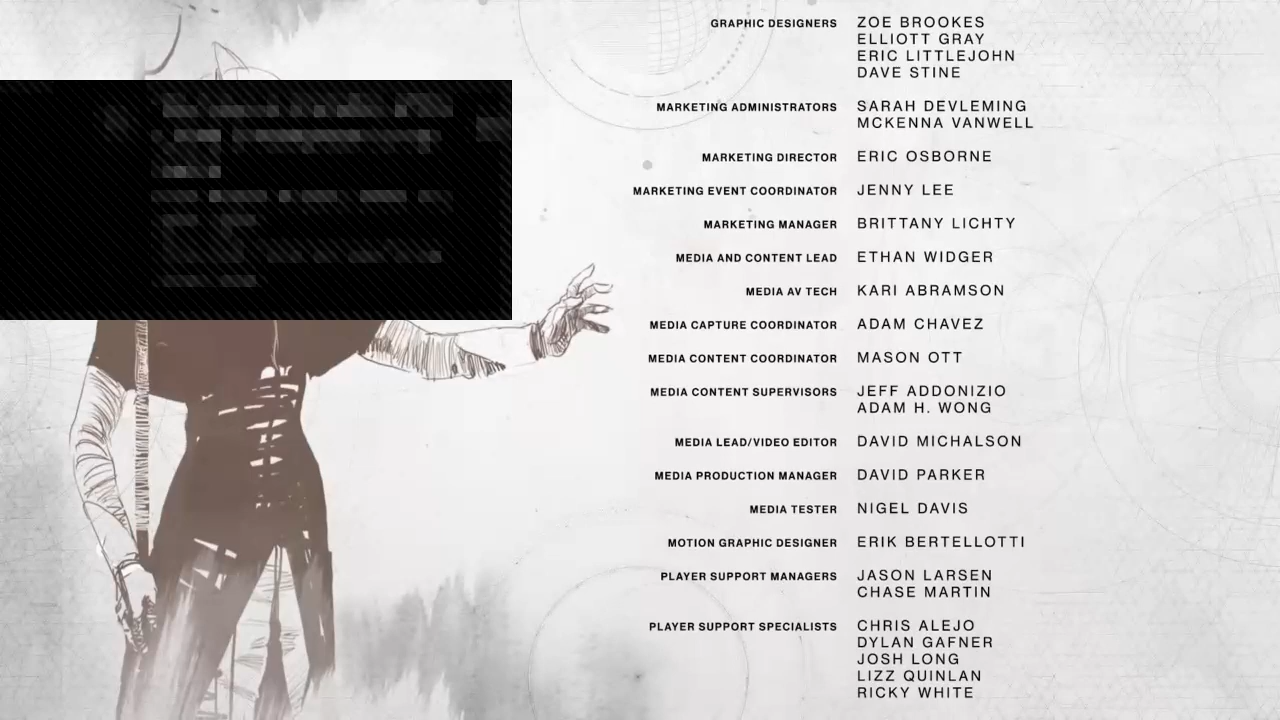 GRAPHIC DESIGNERS ZOE BROOKES
ELLIOTT GRAY
ERIC LITTLEJOHN
DAVE STINE
MARKETING ADMINISTRATORS SARAH DEVLEMING
MCKENNA VANWELL
MARKETING DIRECTOR ERIC OSBORNE
MARKETING EVENT COORDINATOR JENNY LEE
MARKETING MANAGER BRITTANY LICHTY
MEDIA AND CONTENT LEAD ETHAN WIDGER
MEDIA AV TECH KARI ABRAMSON
MEDIA CAPTURE COORDINATOR ADAM CHAVEZ
MEDIA CONTENT COORDINATOR MASON OTT
MEDIA CONTENT SUPERVISORS JEFF ADDONIZIO
ADAM H. WONG
MEDIA LEAD/VIDEO EDITOR DAVID MICHALSON
MEDIA PRODUCTION MANAGER DAVID PARKER
MEDIA TESTER NIGEL DAVIS
MOTION GRAPHIC DESIGNER ERIK BERTELLOTTI
PLAYER SUPPORT MANAGERS JASON LARSEN
CHASE MARTIN
PLAYER SUPPORT SPECIALISTS CHRIS ALEJO
DYLAN GAFNER
JOSH LONG
LIZZ QUINLAN
RICKY WHITE